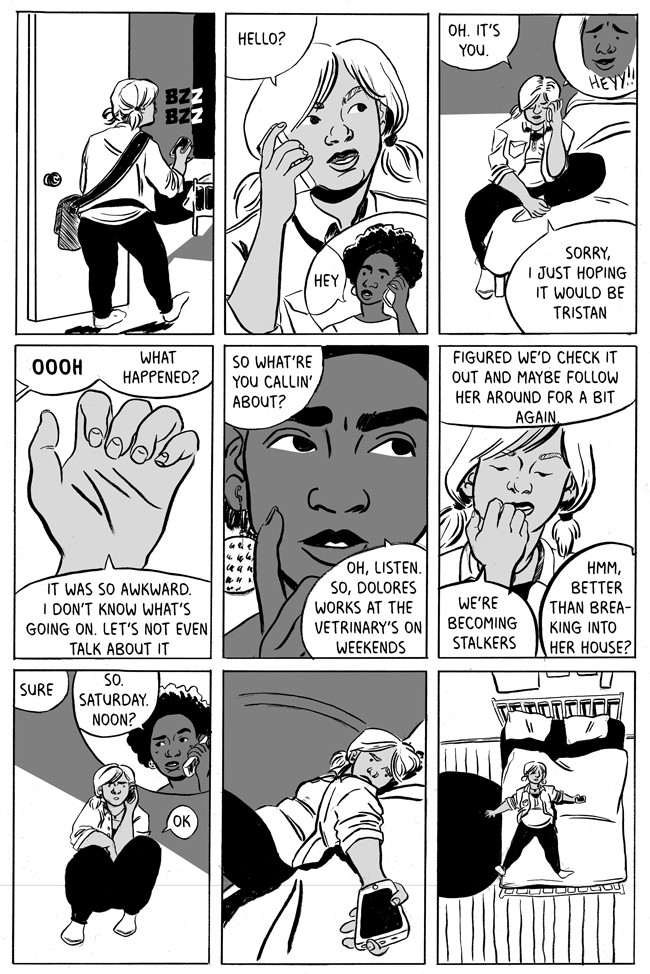 BZZ
BZZ
HELLO?
HEY
OH. IT'S
YOU.
HEYY!!
SORRY,
I JUST HOPING
IT WOULD BE
TRISTAN
OOOH
WHAT
HAPPENED?
IT WAS SO AWKWARD.
I DON'T KNOW WHAT'S
GOING ON. LET'S NOT EVEN
TALK ABOUT IT
SO WHAT'RE
YOU CALLIN'
ABOUT?
OH, LISTEN.
SO, DOLORES
WORKS AT THE
VETRINARY'S ON
WEEKENDS
FIGURED WE'D CHECK IT
OUT AND MAYBE FOLLOW
HER AROUND FOR A BIT
AGAIN.
WE'RE
BECOMING
STALKERS
HMM,
BETTER
THAN BREA-
KING INTO
HER HOUSE?
SURE
SO.
SATURDAY.
NOON?
OK